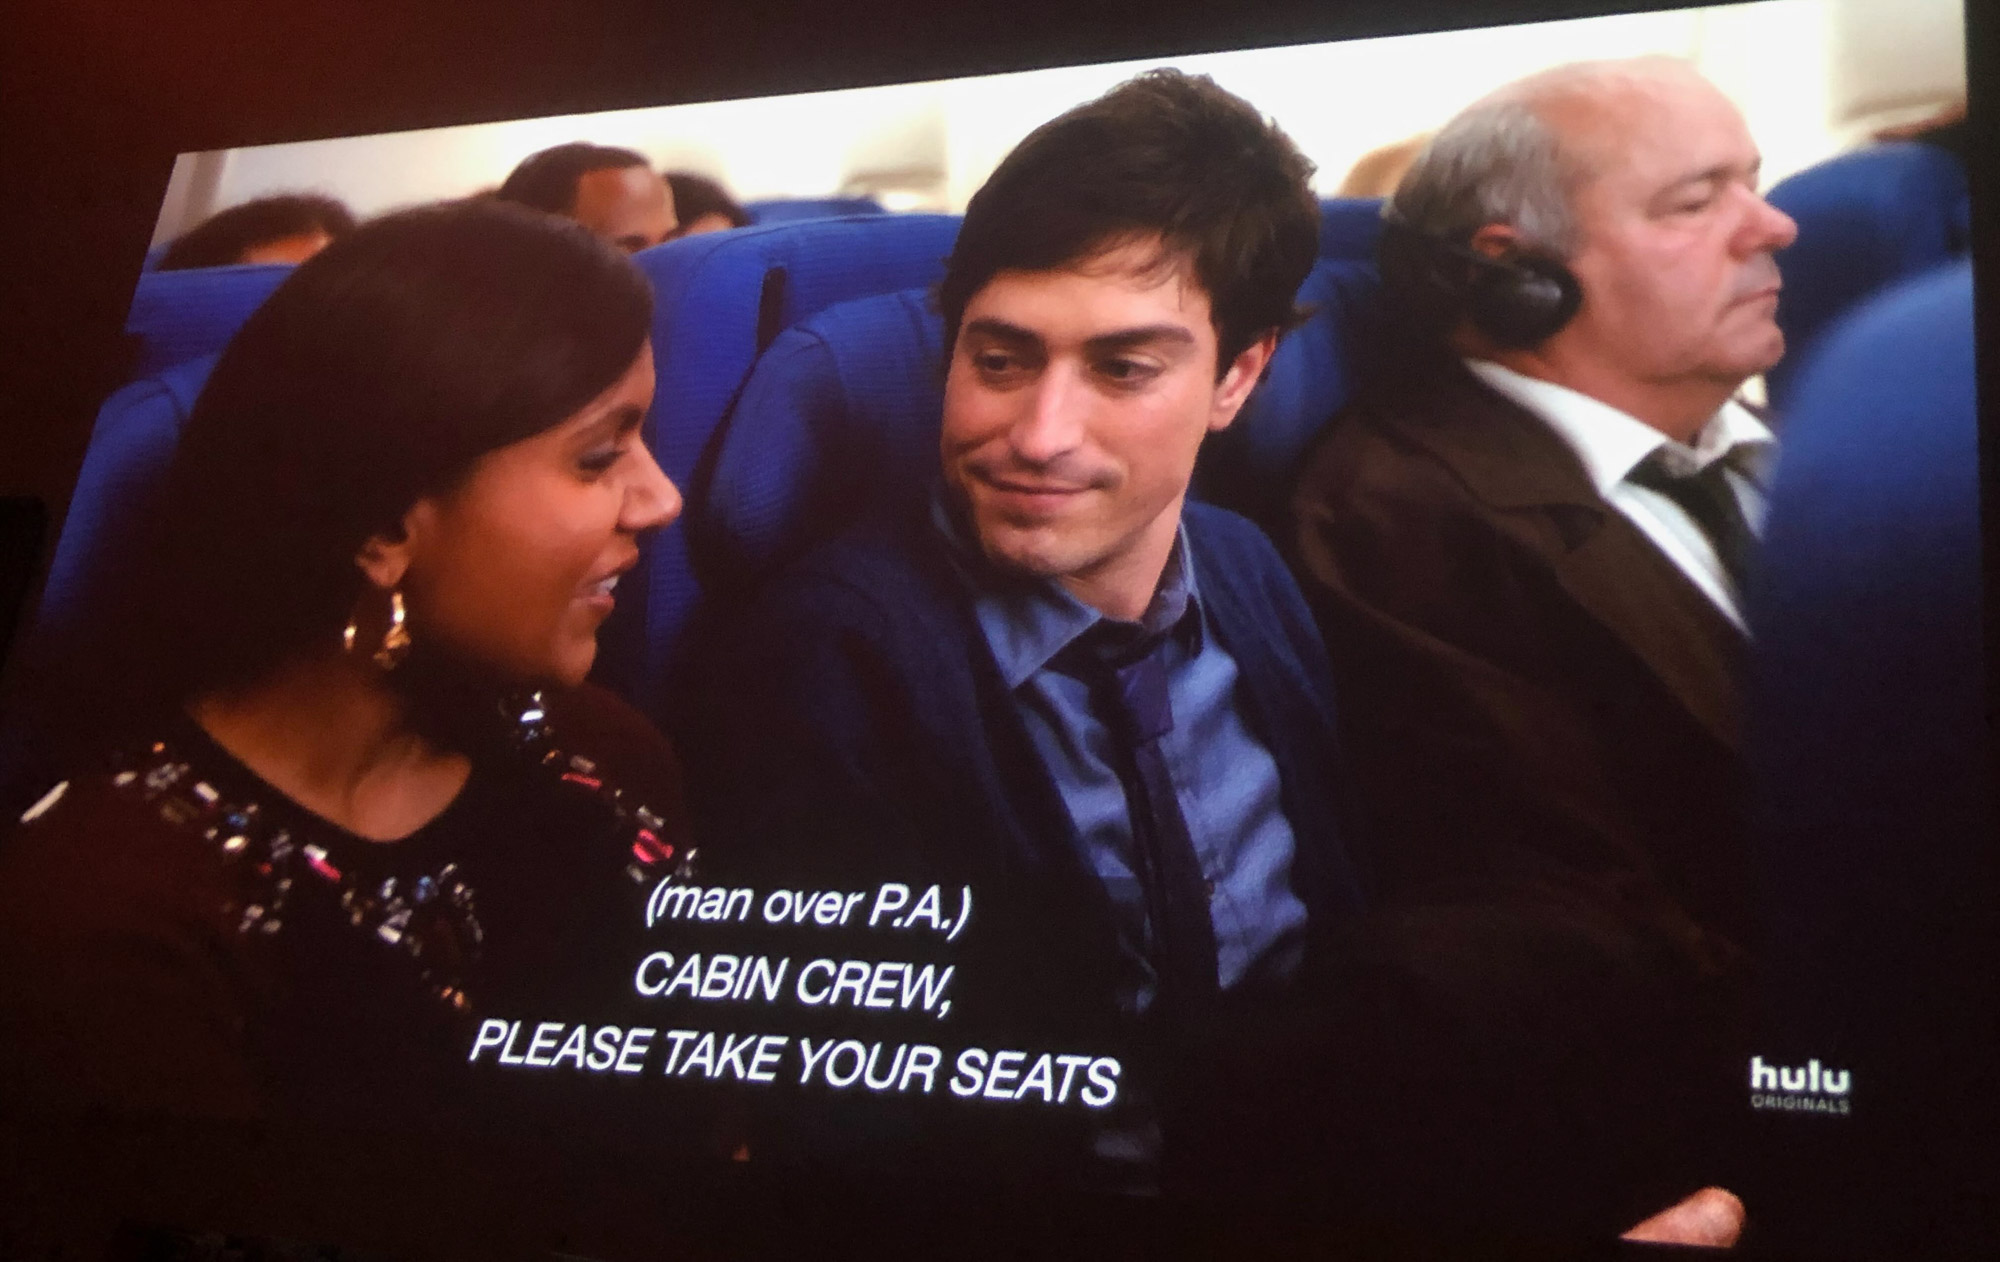 (man over P.A.)
CABIN CREW,
PLEASE TAKE YOUR SEATS
hulu
ORIGINALS